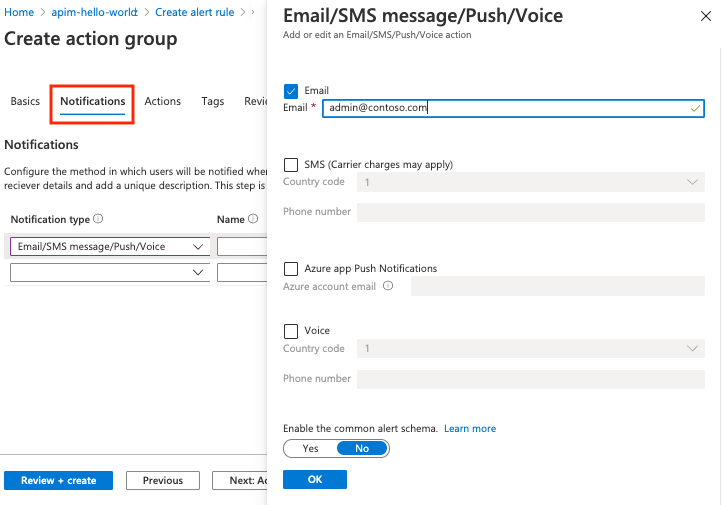 Home > apim-hello-world > Create alert rule > >
Create action group
Basics Notifications Actions Tags
Notifications
Configure the method in which users will be notified
reciever details and add a unique description. This step is
Notification type Name
Email/SMS message/Push/Voice
Review + create Previous Next:
Email/SMS message/Push/Voice
Add or edit an Email/SMS/Push/Voice action
Email
Email * admin@contoso.com
SMS (Carrier charges may apply)
Country code 1
Phone number
Azure app Push Notifications
Azure account email
Voice
Country code 1
Phone number
Enable the common alert schema. Learn more
Yes No
OK